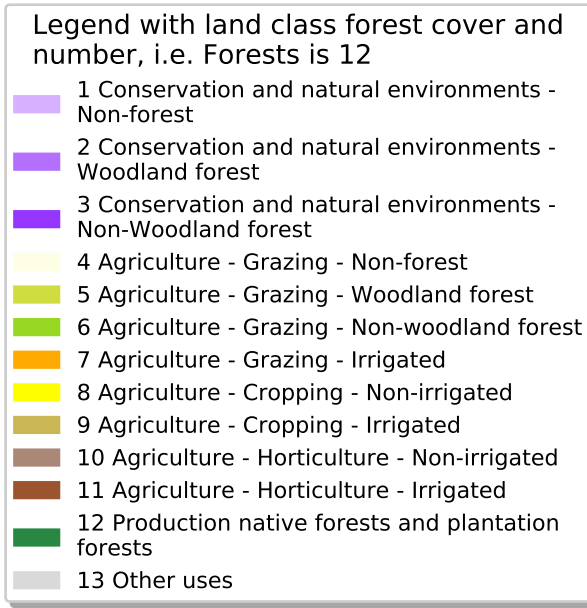 Legend with land class forest cover and
number, i.e. Forests is 12
1 Conservation and natural environments -
Non-forest
2 Conservation and natural environments -
Woodland forest
3 Conservation and natural environments -
Non-Woodland forest
4 Agriculture - Grazing - Non-forest
5 Agriculture - Grazing - Woodland forest
6 Agriculture - Grazing - Non-woodland forest
7 Agriculture - Grazing - Irrigated
8 Agriculture - Cropping - Non-irrigated
9 Agriculture - Cropping - Irrigated
10 Agriculture - Horticulture - Non-irrigated
11 Agriculture - Horticulture - Irrigated
12 Production native forests and plantation
forests
13 Other uses